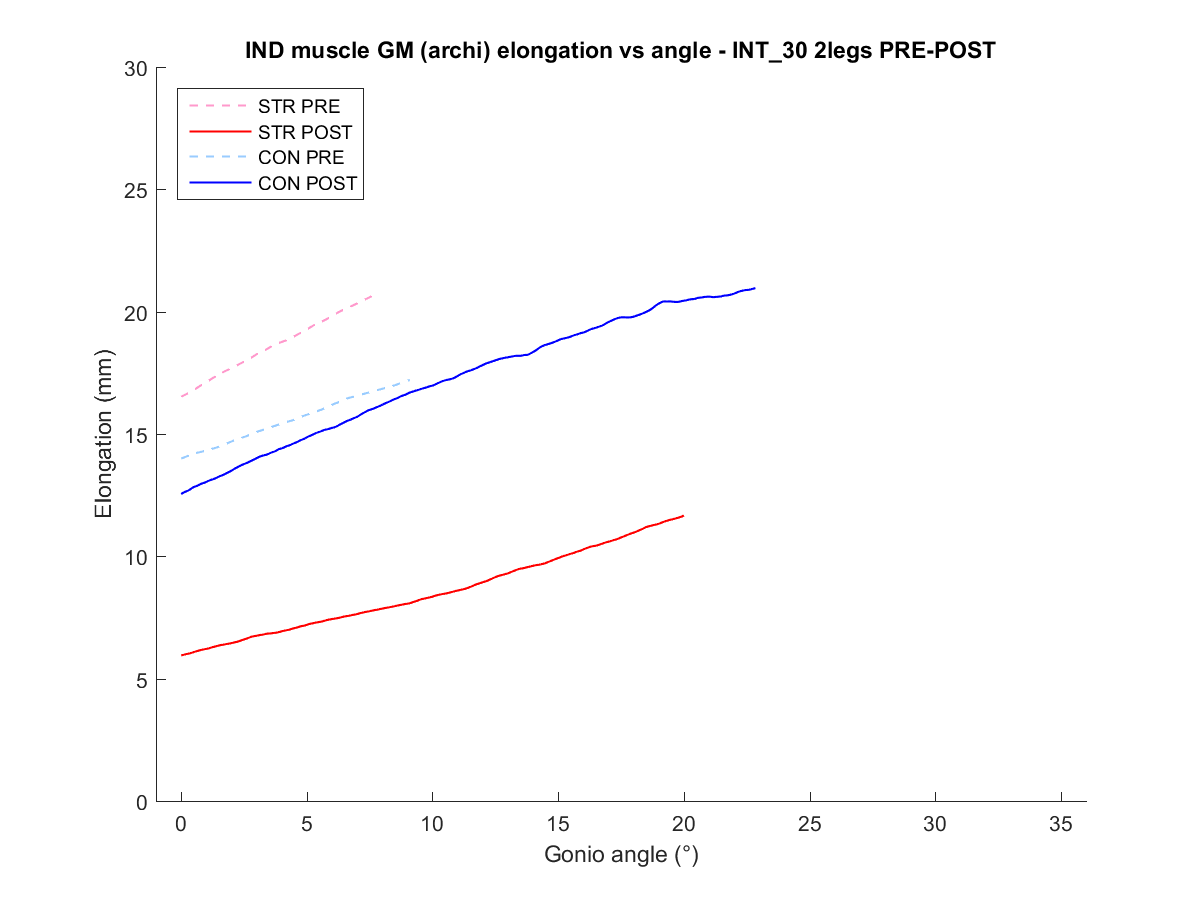 IND muscle GM (archi) elongation vs angle - INT_30 2legs PRE-POST
30
25
20
15
10
5
0
Elongation (mm)
STR PRE
STR POST
CON PRE
CON POST
0 5 10 15 20 25 30 35
Gonio angle (°)